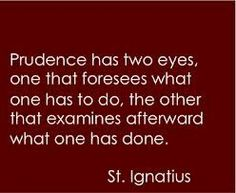 Prudence has two eyes,
one that foresees what
one has to do, the other
that examines afterward
what one has done.
St. Ignatius